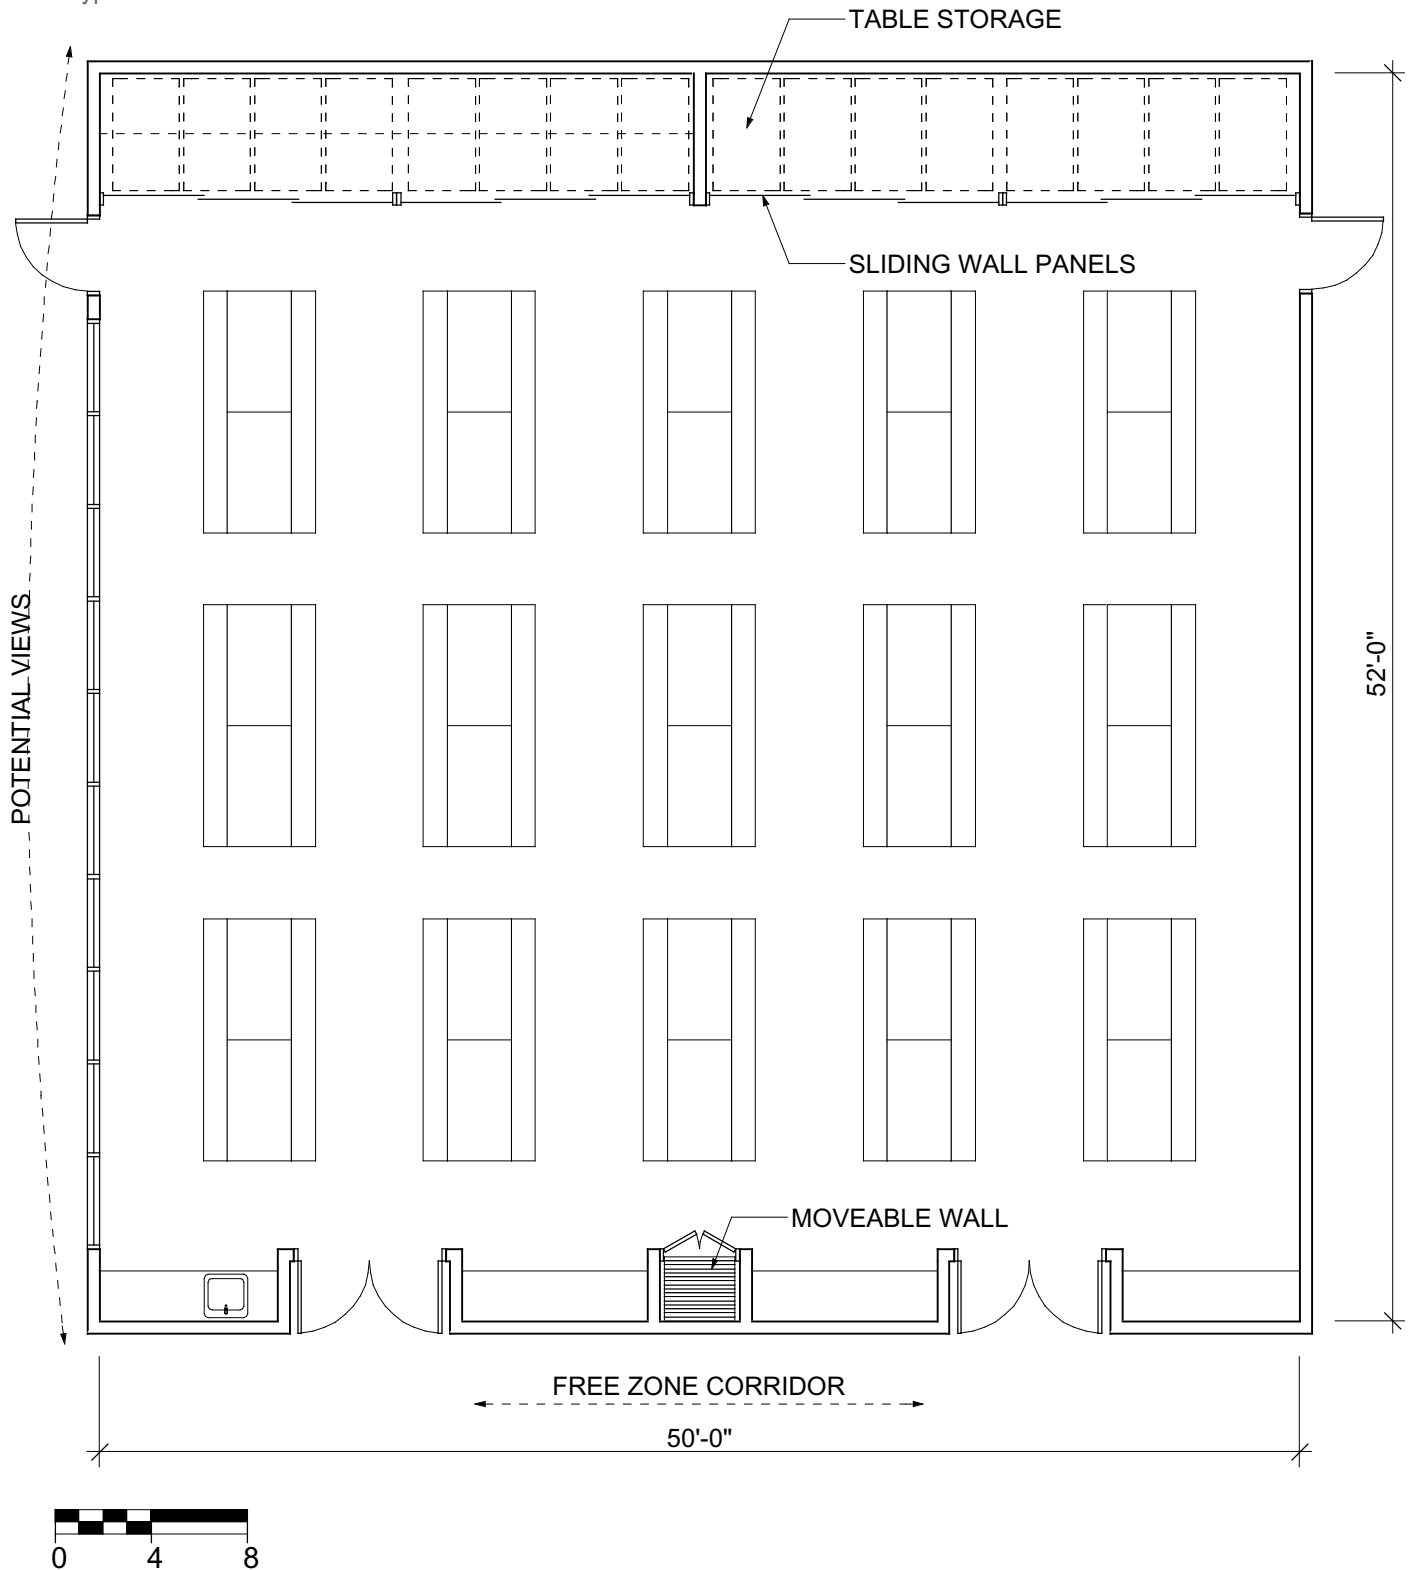 TABLE STORAGE
SLIDING WALL PANELS
POTENTIAL VIEWS
52'-0"
MOVEABLE WALL
FREE ZONE CORRIDOR
50'-0"
0 4 8